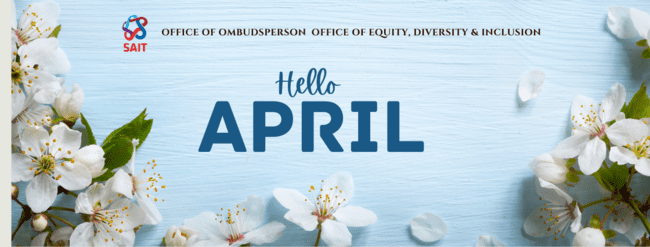 SAIT
OFFICE OF OMBUDSPERSON OFFICE OF EQUITY, DIVERSITY & INCLUSION
Hello
APRIL